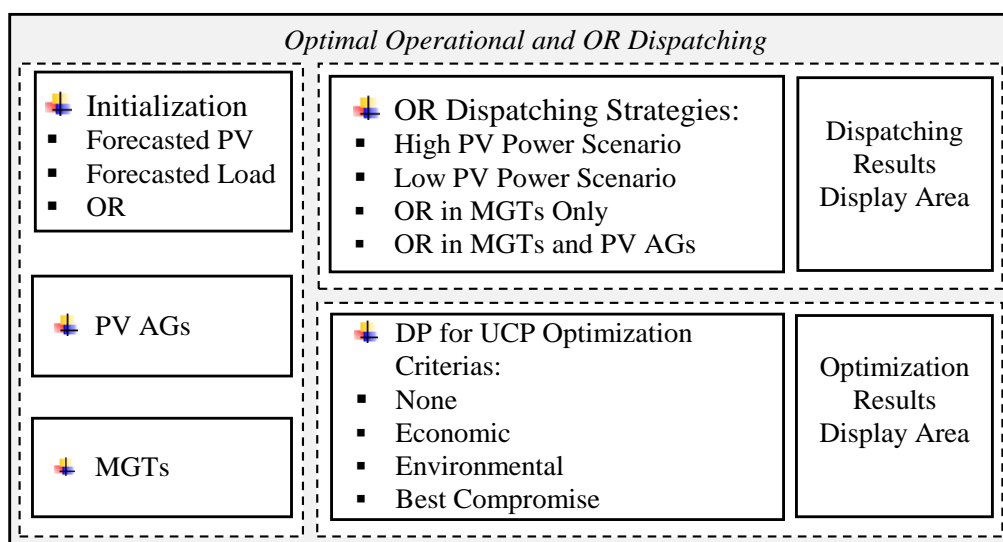 Optimal Operational and OR Dispatching
Initialization
▪ Forecasted PV
▪ Forecasted Load
▪ OR
PV AGs
MGTs
OR Dispatching Strategies:
▪ High PV Power Scenario
▪ Low PV Power Scenario
▪ OR in MGTs Only
▪ OR in MGTs and PV AGs
Dispatching
Results
Display Area
DP for UCP Optimization
Criterias:
▪ None
▪ Economic
▪ Environmental
▪ Best Compromise
Optimization
Results
Display Area